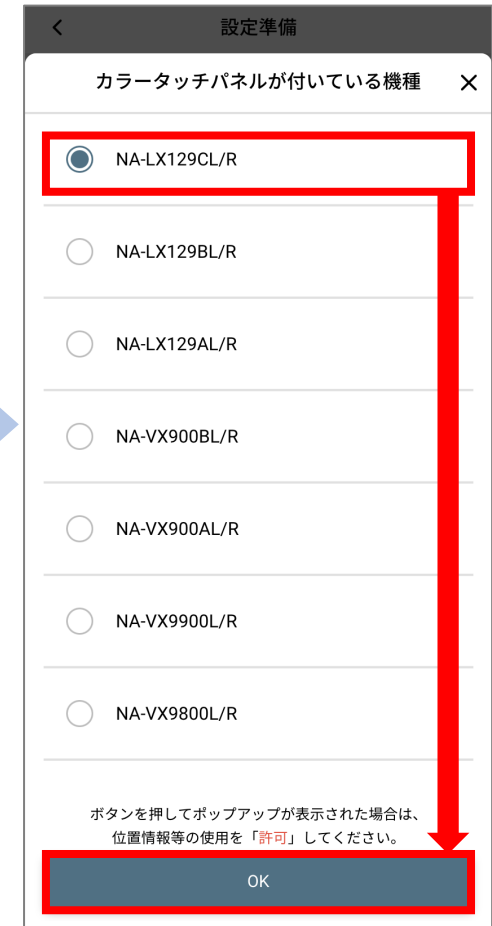 設定準備
カラータッチパネルが付いている機種
NA-LX129CL/R
NA-LX129BL/R
NA-LX129AL/R
NA-VX900BL/R
NA-VX900AL/R
NA-VX9900L/R
NA-VX9800L/R
ボタンを押してポップアップが表示された場合は、
位置情報等の使用を「許可」してください。
OK